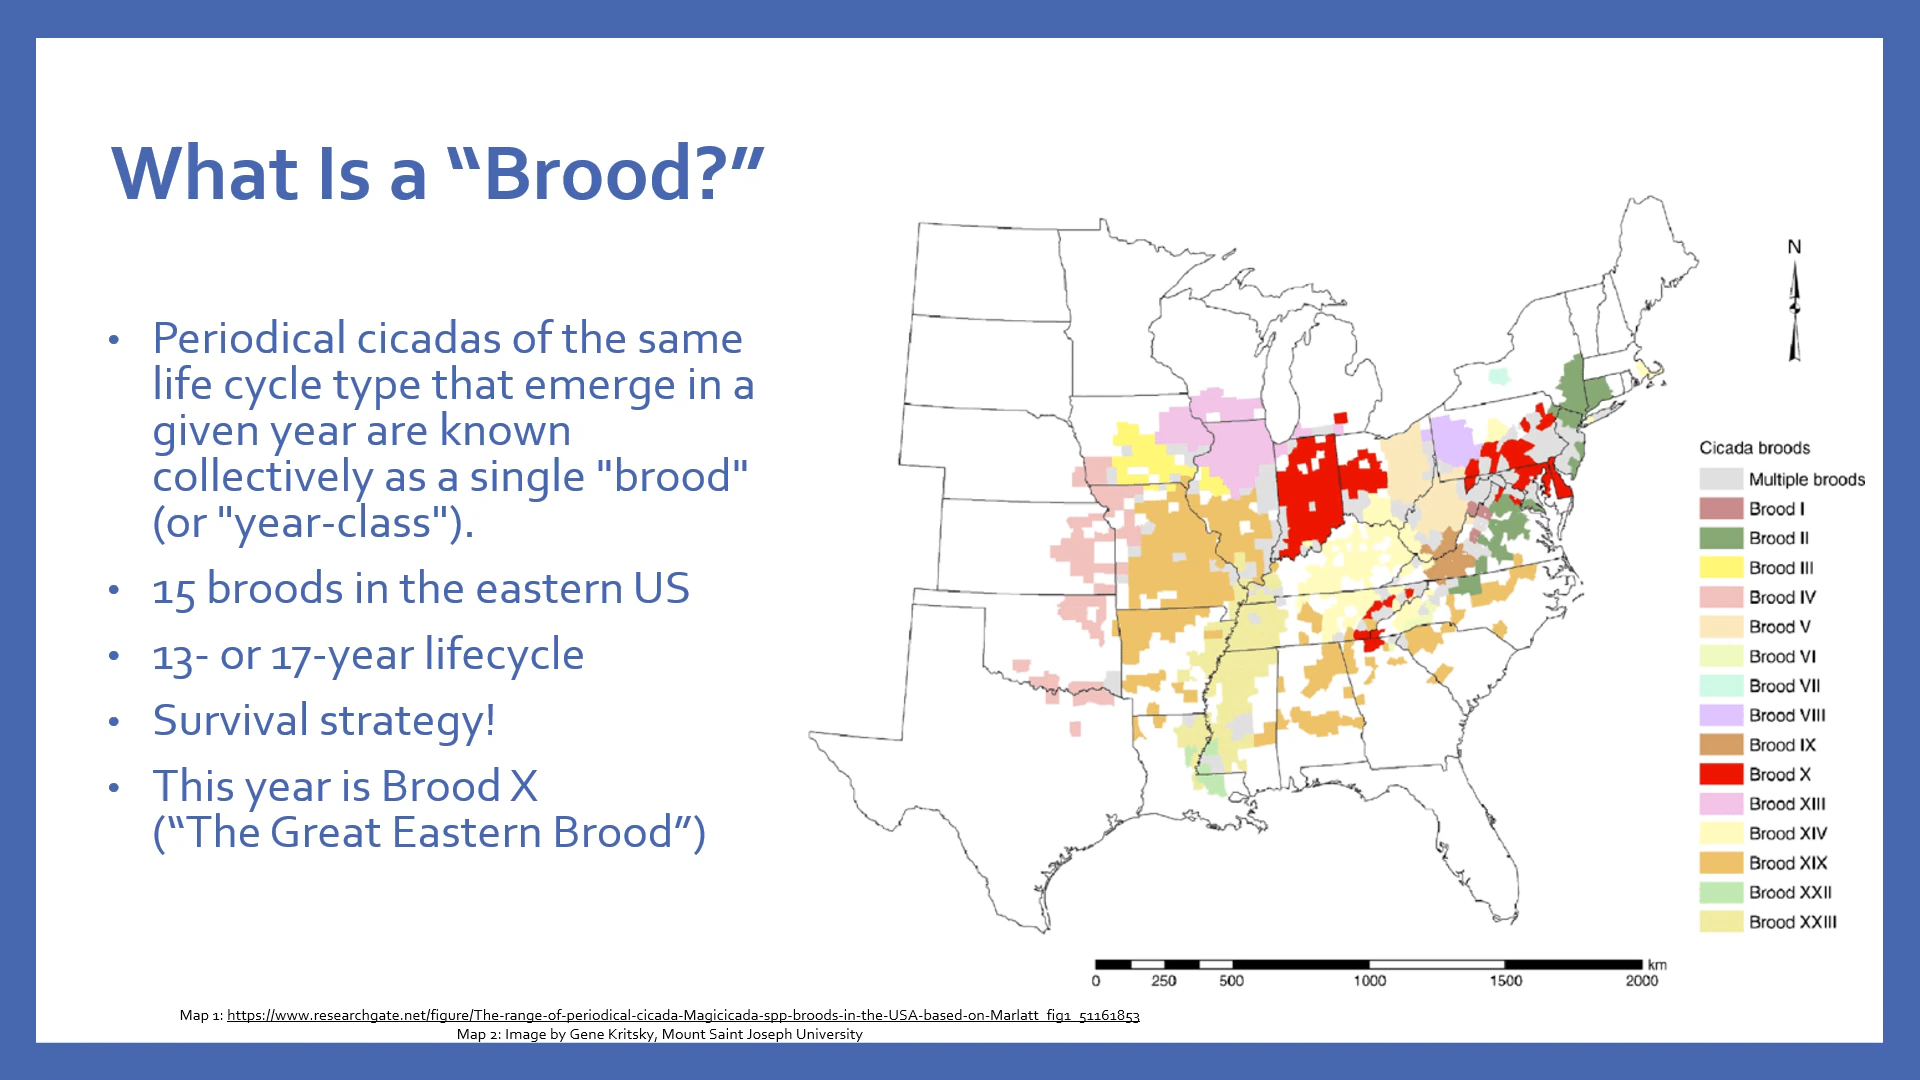 What Is a “Brood?”
• Periodical cicadas of the same
life cycle type that emerge in a
given year are known
collectively as a single "brood"
(or "year-class").
• 15 broods in the eastern US
• 13- or 17-year lifecycle
• Survival strategy!
• This year is Brood X
(“The Great Eastern Brood”)
N
Cicada broods
Multiple broods
Brood I
Brood II
Brood III
Brood IV
Brood V
Brood VI
Brood VII
Brood VIII
Brood IX
Brood X
Brood XIII
Brood XIV
Brood XIX
Brood XXII
Brood XXIII
km
0 250 500 1000 1500 2000
Map 1: https://www.researchgate.net/figure/The-range-of-periodical-cicada-Magicicada-spp-broods-in-the-USA-based-on-Marlatt_fig1_51161853
Map 2: Image by Gene Kritsky, Mount Saint Joseph University